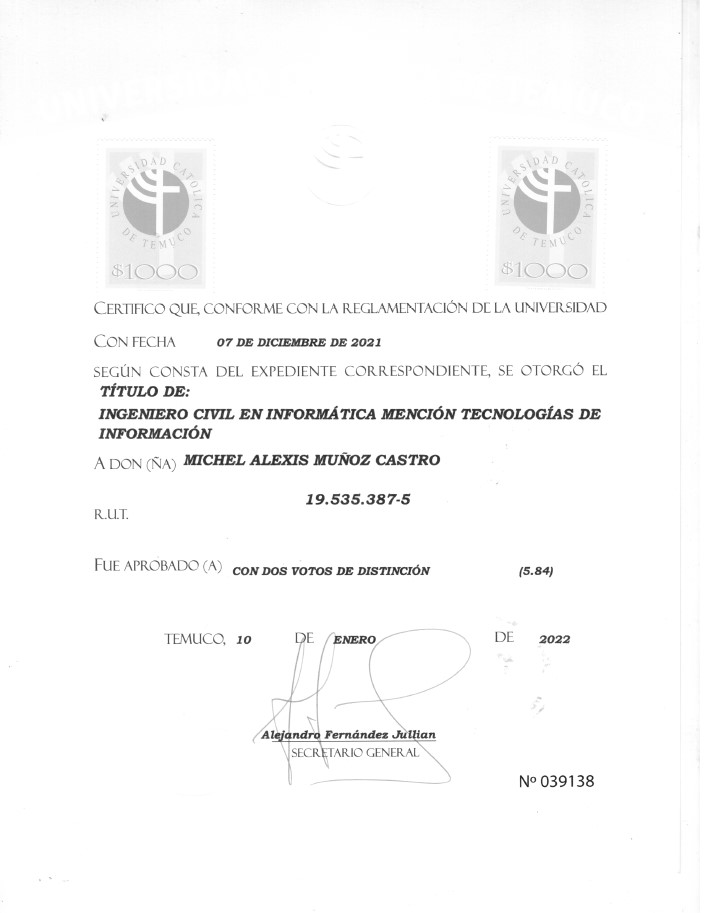 UNIVERSIDAD CATOLICA
DE TEMUCO
$1000
UNIVERSIDAD CATOLICA
DE TEMUCO
$1000
CERTIFICO QUE, CONFORME CON LA REGLAMENTACIÓN DE LA UNIVERSIDAD
CON FECHA 07 DE DICIEMBRE DE 2021
SEGÚN CONSTA DEL EXPEDIENTE CORRESPONDIENTE, SE OTORGÓ EL
TÍTULO DE:
INGENIERO CIVIL EN INFORMÁTICA MENCIÓN TECNOLOGÍAS DE
INFORMACIÓN
A DON (ÑA) MICHEL ALEXIS MUÑOZ CASTRO
19.535.387-5
R.U.T.
FUE APROBADO (A) CON DOS VOTOS DE DISTINCIÓN (5.84)
TEMUCO, 10 DE ENERO DE 2022
Alejandro Fernández Jullian
SECRETARIO GENERAL
Nº 039138